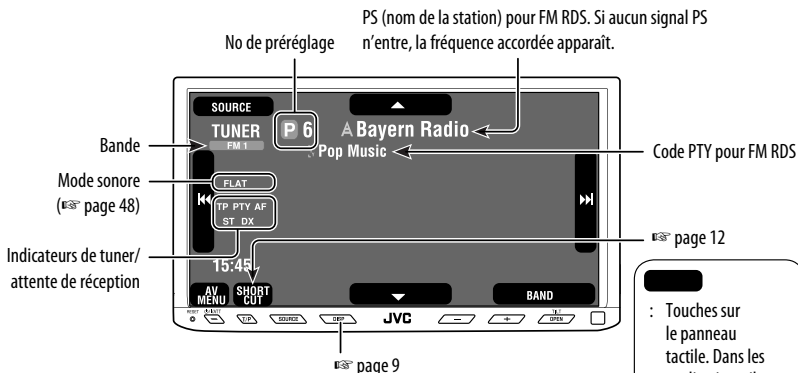 PS (nom de la station) pour FM RDS. Si aucun signal PS
n'entre, la fréquence accordée apparaît.
No de préréglage
SOURCE
TUNER
FM 1
P 6
Bayern Radio
Pop Music
Bande
Code PTY pour FM RDS
Mode sonore
(☞ page 48)
FLAT
TP PTY AF
ST DX
Indicateurs de tuner/
attente de réception
☞ page 12
15:45
AV
MENU
SHORT
CUT
BAND
RESET
T/P
SOURCE
DISP
JVC
–
+
TILT
OPEN
☞ page 9
: Touches sur
le panneau
tactile. Dans les